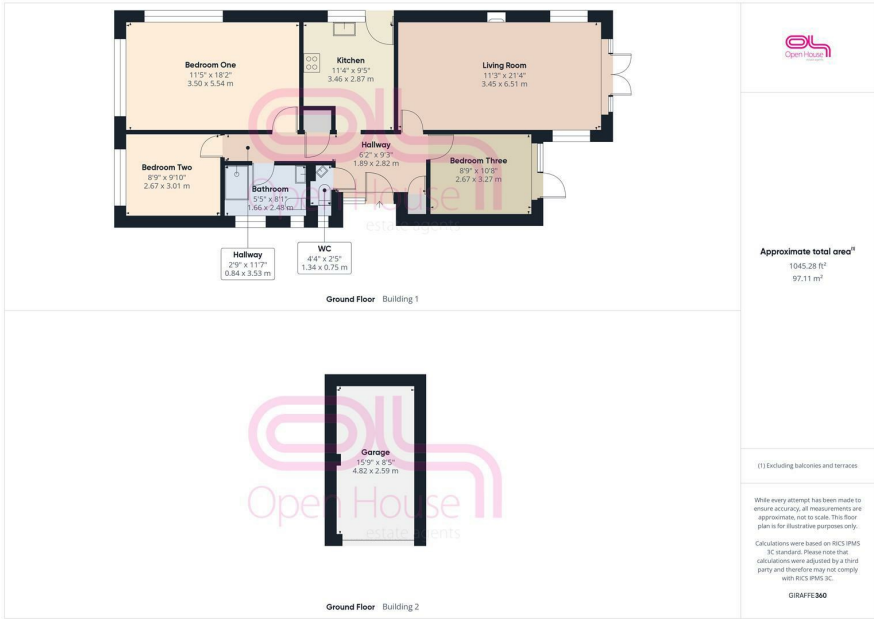 Bedroom One
11'5" x 18'2"
3.50 x 5.54 m
Kitchen
11'4" x 9'5"
3.46 x 2.87 m
Living Room
11'3" x 21'4"
3.45 x 6.51 m
Hallway
6'2" x 9'3"
1.89 x 2.82 m
Bedroom Two
8'9" x 9'10"
2.67 x 3.01 m
Bathroom
5'5" x 8'1"
1.66 x 2.48 m
Bedroom Three
8'9" x 10'8"
2.67 x 3.27 m
Hallway
2'9" x 11'7"
0.84 x 3.53 m
WC
4'4" x 2'5"
1.34 x 0.75 m
Open House
estate agents
Ground Floor Building 1
Garage
15'9" x 8'5"
4.82 x 2.59 m
Open House
estate agents
Ground Floor Building 2
Open House
Approximate total area⁽¹⁾
1045.28 ft²
97.11 m²
(1) Excluding balconies and terraces
While every attempt has been made to
ensure accuracy, all measurements are
approximate, not to scale. This floor
plan is for illustrative purposes only.
Calculations were based on RICS IPMS
3C standard. Please note that
calculations were adjusted by a third
party and therefore may not comply
with RICS IPMS 3C.
GIRAFFE360